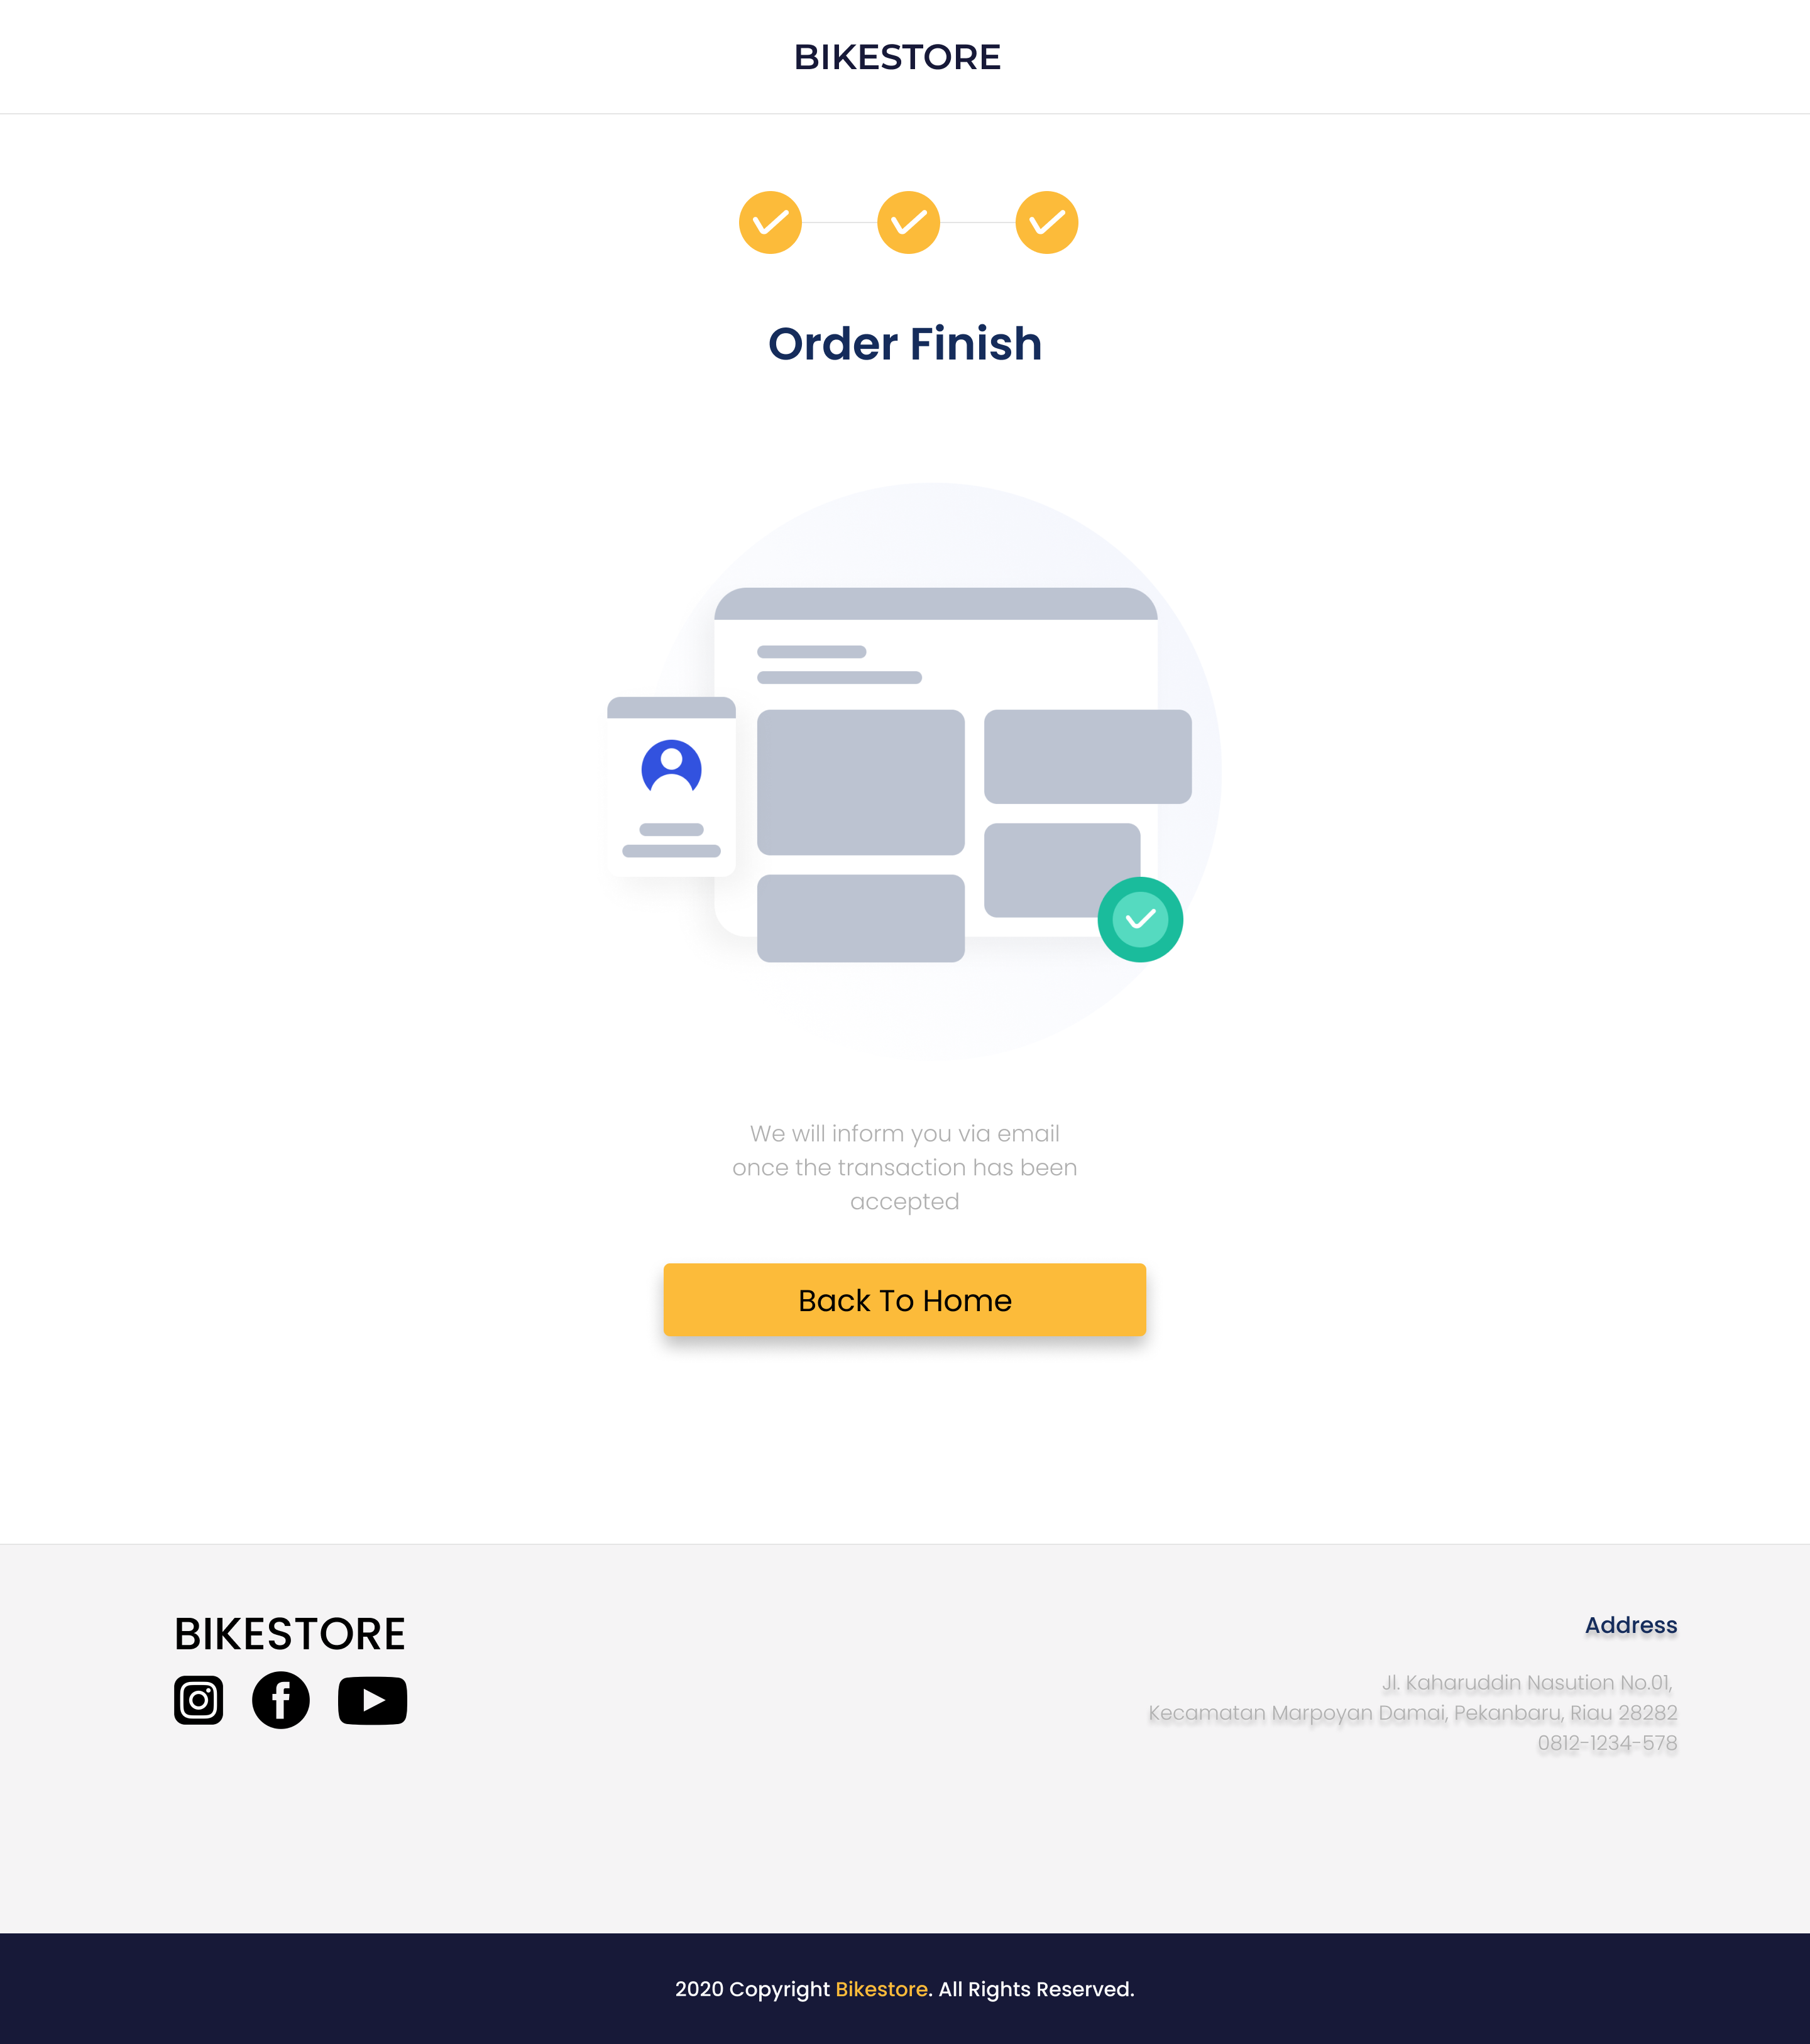 BIKESTORE
Order Finish
We will inform you via email
once the transaction has been
accepted
Back To Home
BIKESTORE
Address
Jl. Kaharuddin Nasution No.01,
Kecamatan Marpoyan Damai, Pekanbaru, Riau 28282
0812-1234-578
2020 Copyright Bikestore. All Rights Reserved.